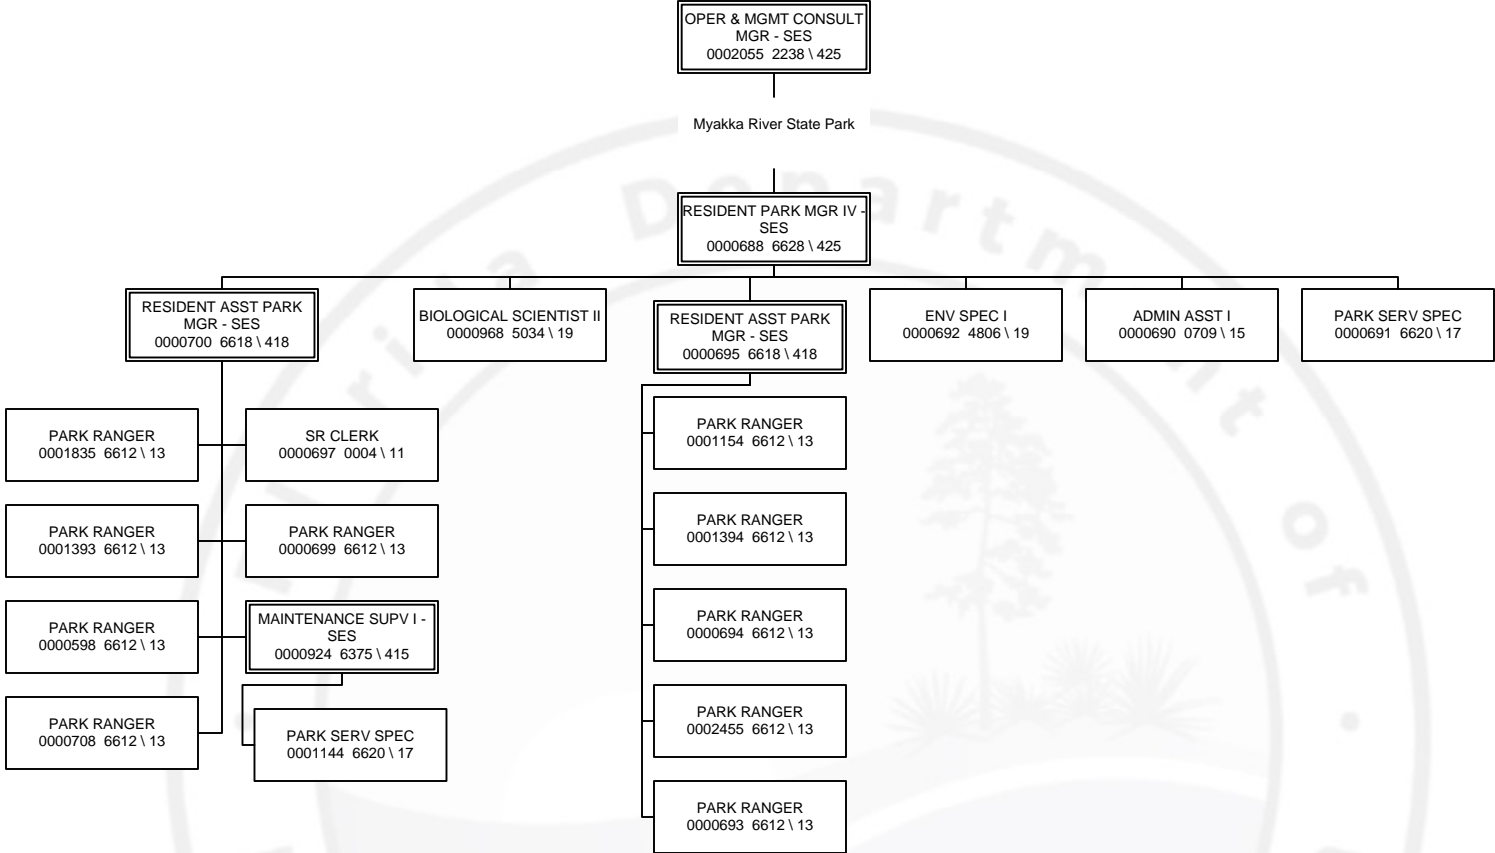 OPER & MGMT CONSULT
MGR - SES
0002055 2238 \ 425
Myakka River State Park
RESIDENT PARK MGR IV -
SES
0000688 6628 \ 425
RESIDENT ASST PARK
MGR - SES
0000700 6618 \ 418
BIOLOGICAL SCIENTIST II
0000968 5034 \ 19
RESIDENT ASST PARK
MGR - SES
0000695 6618 \ 418
ENV SPEC I
0000692 4806 \ 19
ADMIN ASST I
0000690 0709 \ 15
PARK SERV SPEC
0000691 6620 \ 17
PARK RANGER
0001835 6612 \ 13
SR CLERK
0000697 0004 \ 11
PARK RANGER
0001393 6612 \ 13
PARK RANGER
0000699 6612 \ 13
PARK RANGER
0000598 6612 \ 13
MAINTENANCE SUPV I -
SES
0000924 6375 \ 415
PARK RANGER
0000708 6612 \ 13
PARK SERV SPEC
0001144 6620 \ 17
PARK RANGER
0001154 6612 \ 13
PARK RANGER
0001394 6612 \ 13
PARK RANGER
0000694 6612 \ 13
PARK RANGER
0002455 6612 \ 13
PARK RANGER
0000693 6612 \ 13
Florida Department of